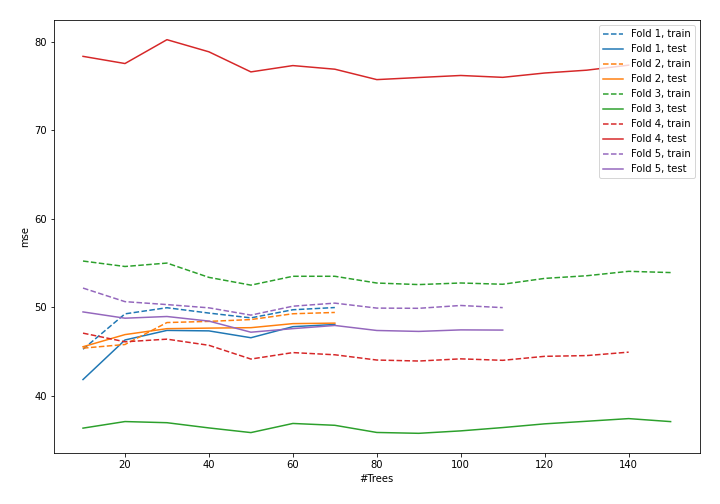 80
70
60
50
40
mse
20
40
60
80
100
120
140
#Trees
Fold 1, train
Fold 1, test
Fold 2, train
Fold 2, test
Fold 3, train
Fold 3, test
Fold 4, train
Fold 4, test
Fold 5, train
Fold 5, test